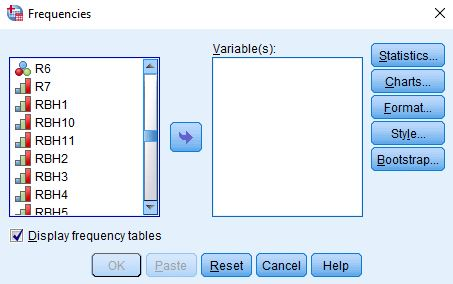 Frequencies
Variable(s):
R6
R7
RBH1
RBH10
RBH11
RBH2
RBH3
RBH4
RBH5
Statistics...
Charts...
Format...
Style...
Bootstrap...
Display frequency tables
OK Paste Reset Cancel Help